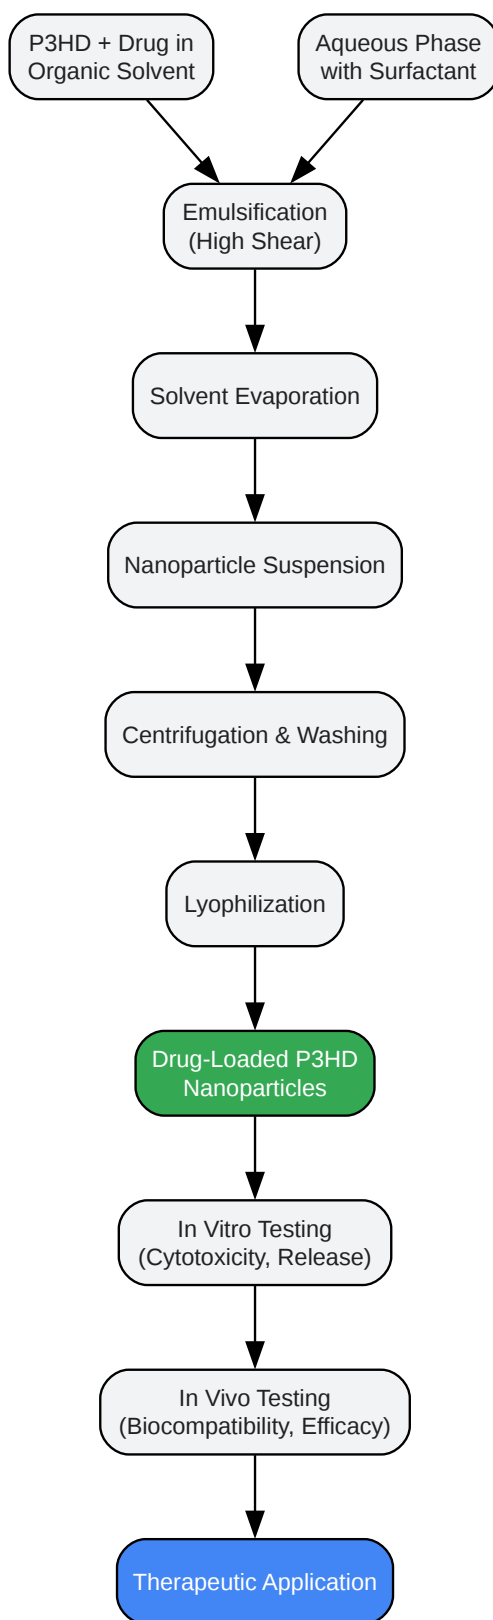 P3HD + Drug in
Organic Solvent
Aqueous Phase
with Surfactant
Emulsification
(High Shear)
Solvent Evaporation
Nanoparticle Suspension
Centrifugation & Washing
Lyophilization
Drug-Loaded P3HD
Nanoparticles
In Vitro Testing
(Cytotoxicity, Release)
In Vivo Testing
(Biocompatibility, Efficacy)
Therapeutic Application